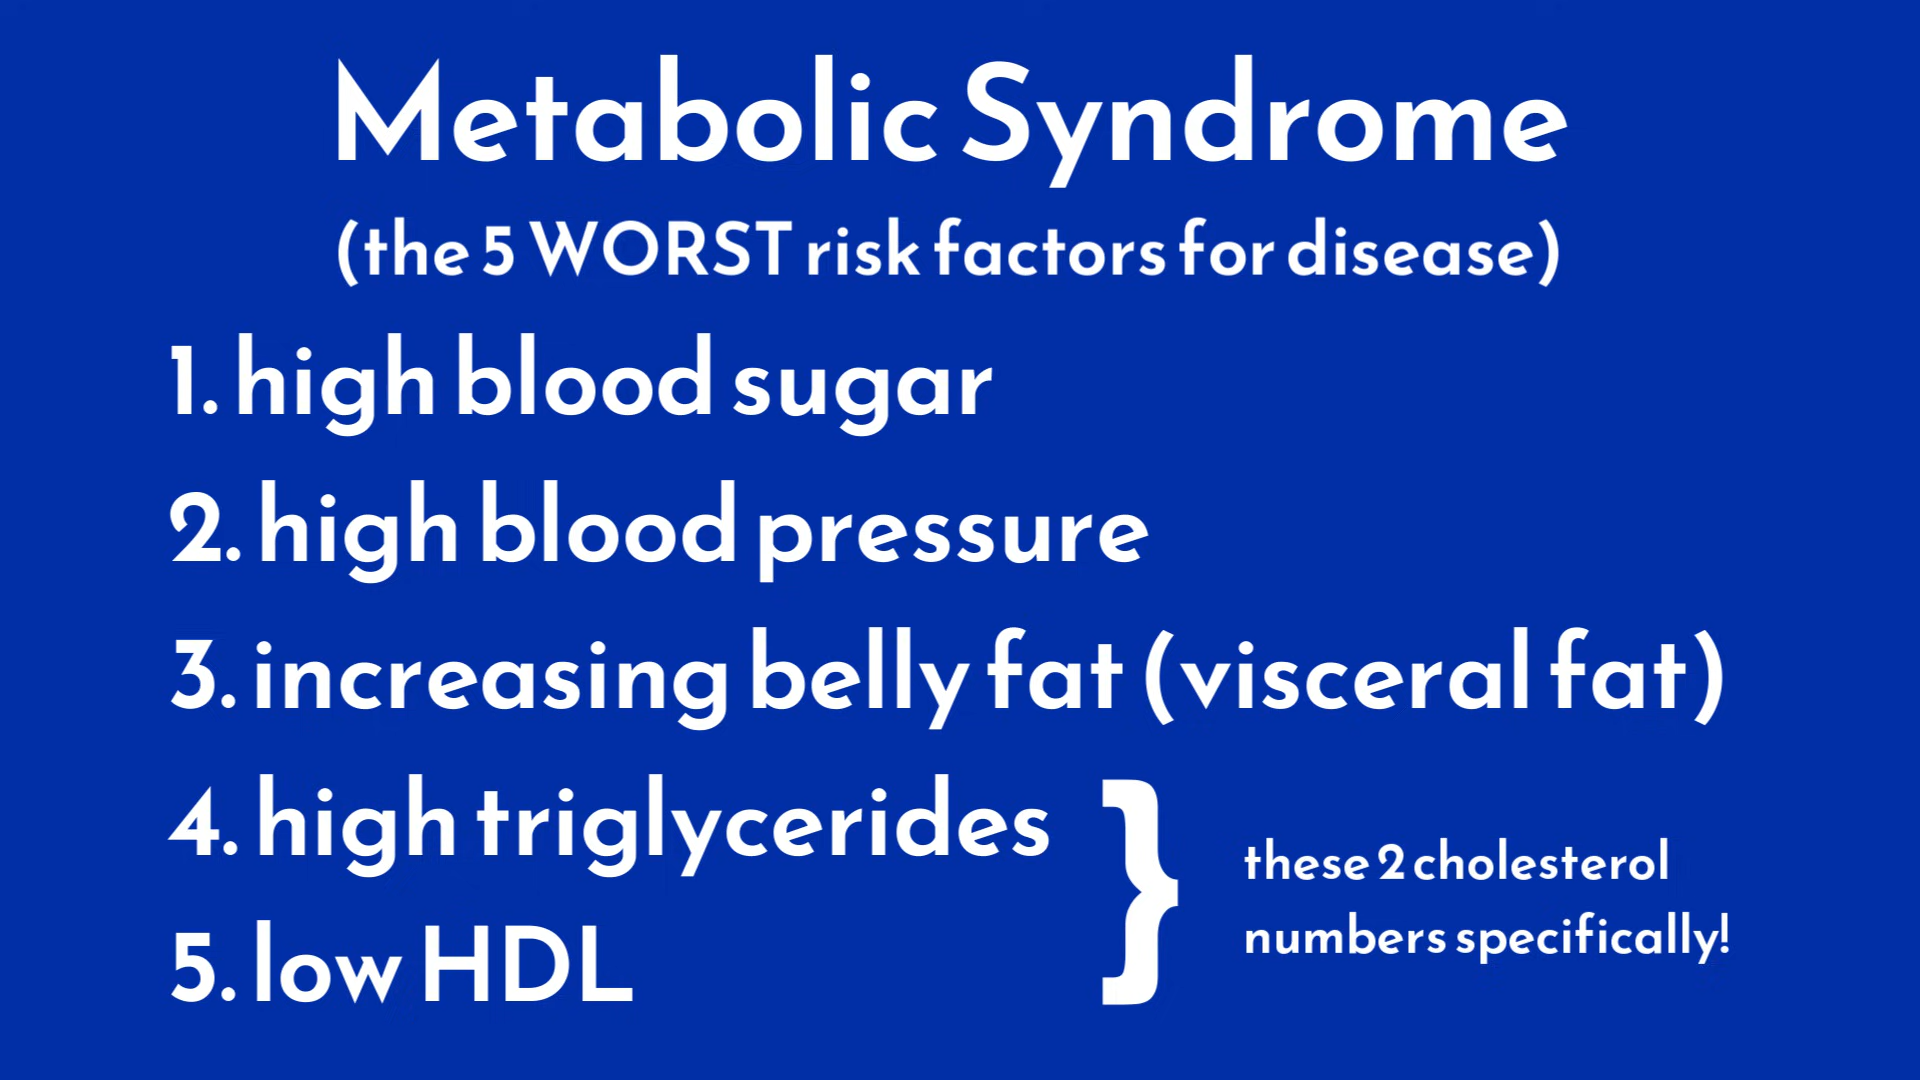 Metabolic Syndrome
(the 5 WORST risk factors for disease)
1. high blood sugar
2. high blood pressure
3. increasing belly fat (visceral fat)
4. high triglycerides
5. low HDL
}
these 2 cholesterol
numbers specifically!